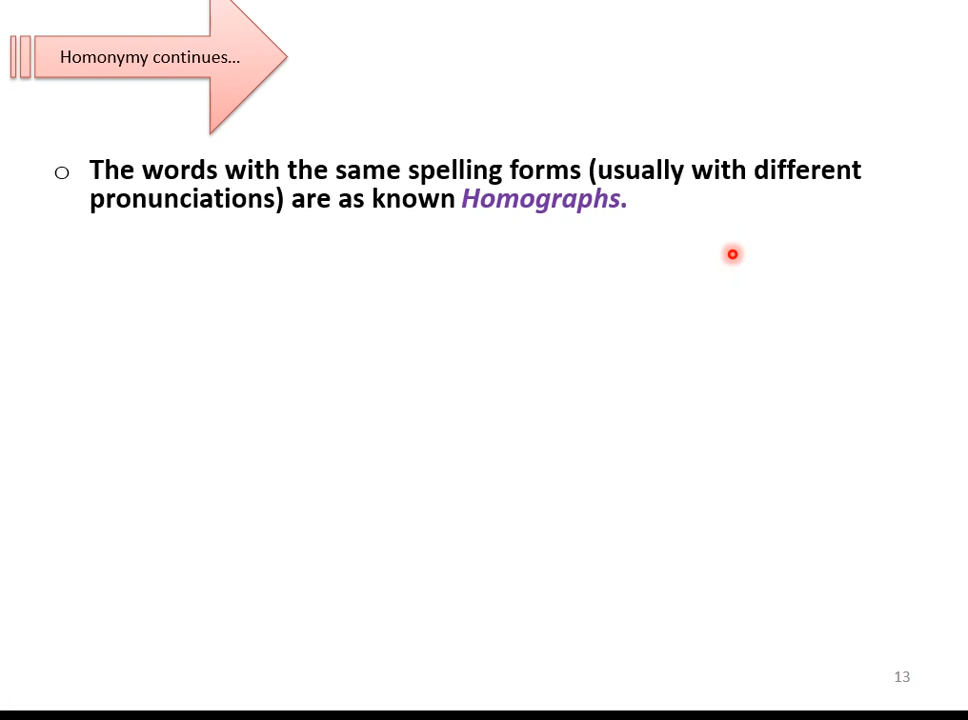 Homonymy continues...
o The words with the same spelling forms (usually with different
pronunciations) are as known Homographs.
13